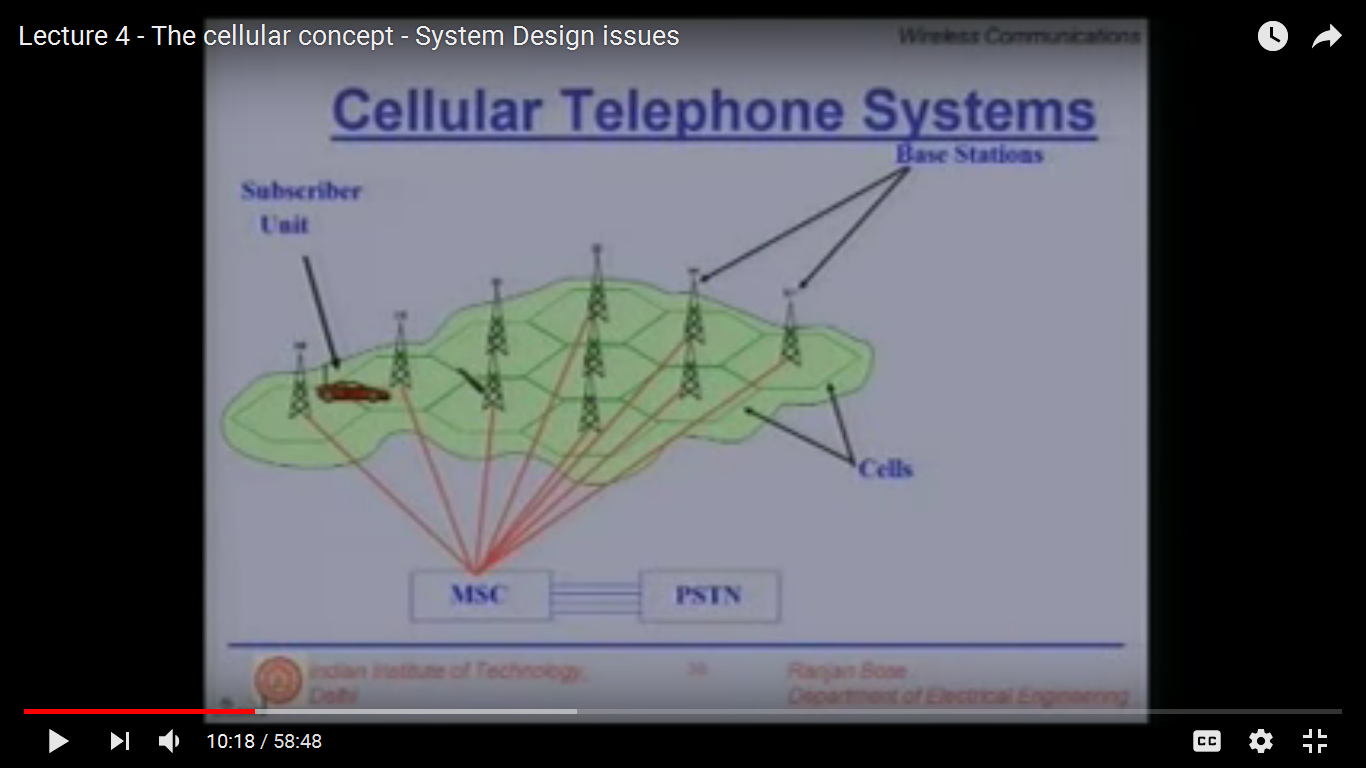 Lecture 4 - The cellular concept - System Design issues
Wireless Communications
Cellular Telephone Systems
Base Stations
Subscriber
Unit
Cells
MSC
PSTN
Indian Institute of Technology,
Delhi
Ranjan Bose
Department of Electrical Engineering
10:18 / 58:48
CC